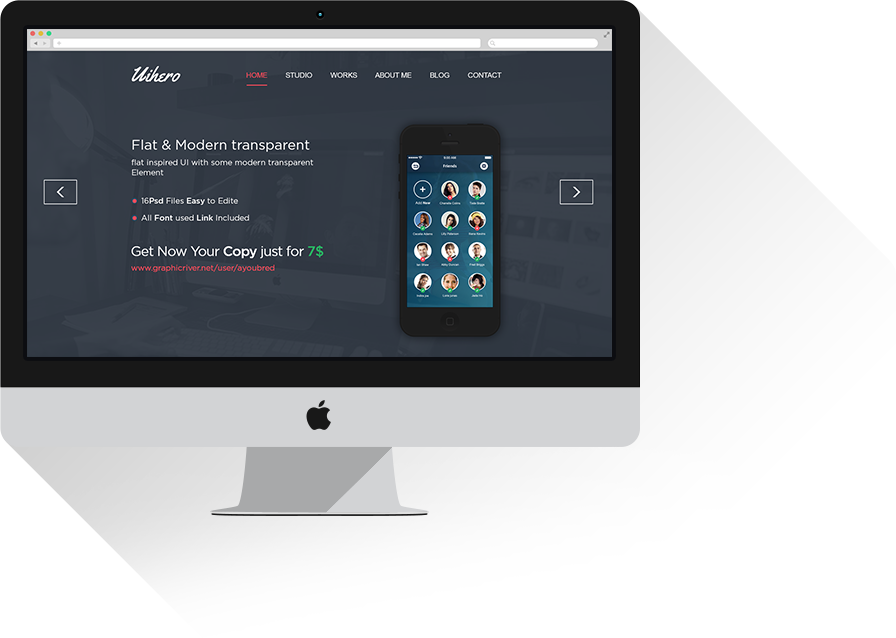 Uihero
HOME STUDIO WORKS ABOUT ME BLOG CONTACT
Flat & Modern transparent
flat inspired UI with some modern transparent
Element
16Psd Files Easy to Edite
All Font used Link Included
Get Now Your Copy just for 7$
www.graphicriver.net/user/ayoubred
Friends
Add New